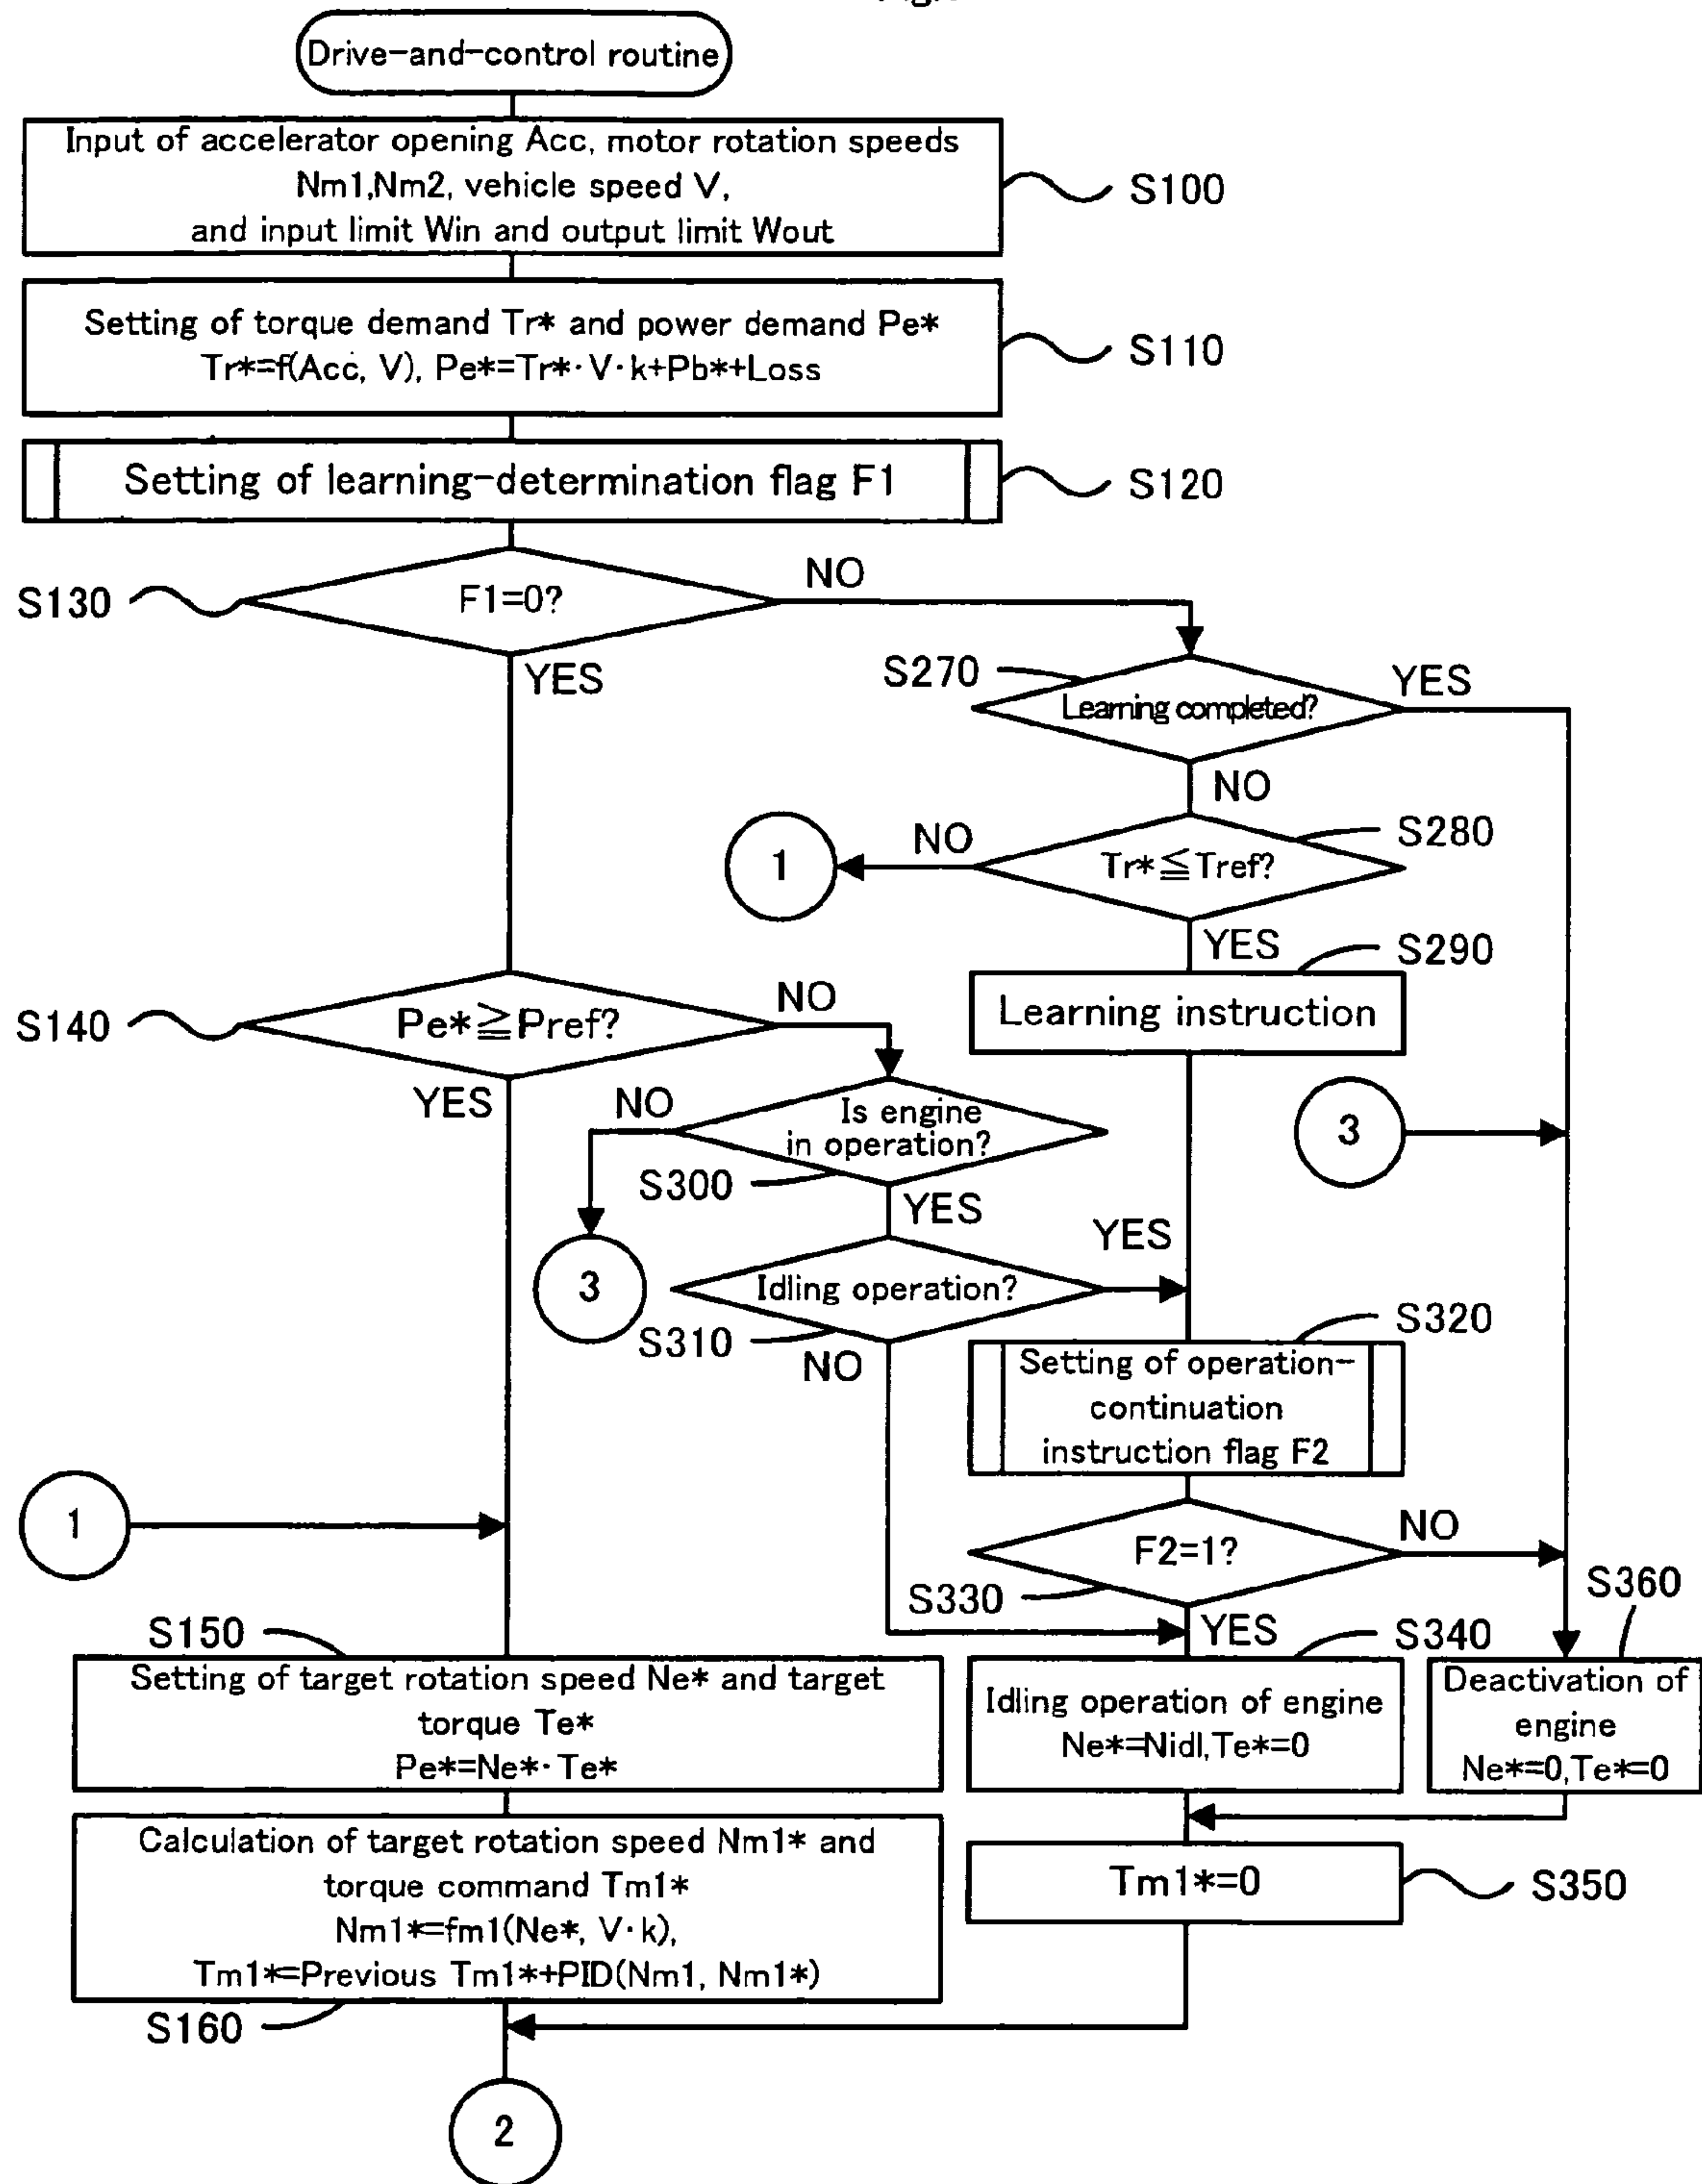 Drive-and-control routine
Input of accelerator opening Acc, motor rotation speeds
Nm1,Nm2, vehicle speed V,
and input limit Win and output limit Wout
S100
Setting of torque demand Tr* and power demand Pe*
Tr*=f(Acc, V), Pe*=Tr*·V·k+Pb*+Loss
S110
Setting of learning-determination flag F1
S120
S130
F1=0?
NO
YES
S270
Learning completed?
YES
NO
S280
Tr*≦Tref?
NO
1
YES
S290
Learning instruction
S140
Pe*≧Pref?
NO
YES
Is engine
in operation?
NO
S300
YES
3
3
Idling operation?
YES
S310
NO
S320
Setting of operation-
continuation
instruction flag F2
1
F2=1?
NO
S330
YES
S360
S150
Setting of target rotation speed Ne* and target
torque Te*
Pe*=Ne*·Te*
S340
Idling operation of engine
Ne*=Nidl,Te*=0
Deactivation of
engine
Ne*=0,Te*=0
Calculation of target rotation speed Nm1* and
torque command Tm1*
Nm1*=fm1(Ne*, V·k),
Tm1*=Previous Tm1*+PID(Nm1, Nm1*)
S160
Tm1*=0
S350
2